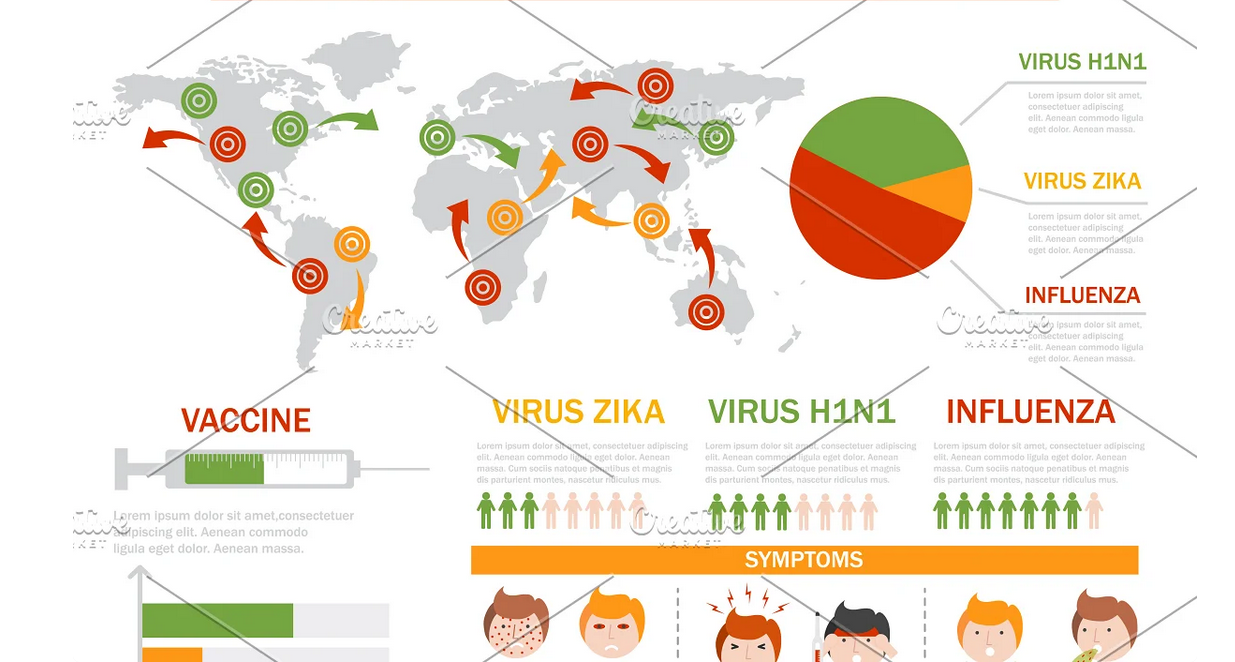 VIRUS H1N1
Lorem ipsum dolor sit amet,
consectetuer adipiscing
elit. Aenean commodo ligula
eget dolor. Aenean massa.
VIRUS ZIKA
Lorem ipsum dolor sit amet,
consectetuer adipiscing
elit. Aenean commodo ligula
eget dolor. Aenean massa.
INFLUENZA
Lorem ipsum dolor sit amet,
consectetuer adipiscing
elit. Aenean commodo ligula
eget dolor. Aenean massa.
Creative
MARKET
Creative
MARKET
Creative
MARKET
VACCINE
Lorem ipsum dolor sit amet,consectetuer
adipiscing elit. Aenean commodo
ligula eget dolor. Aenean massa.
VIRUS ZIKA
Lorem ipsum dolor sit amet, consectetuer adipiscing
elit. Aenean commodo ligula eget dolor. Aenean
massa. Cum sociis natoque penatibus et magnis
dis parturient montes, nascetur ridiculus mus.
VIRUS H1N1
Lorem ipsum dolor sit amet, consectetuer adipiscing
elit. Aenean commodo ligula eget dolor. Aenean
massa. Cum sociis natoque penatibus et magnis
dis parturient montes, nascetur ridiculus mus.
INFLUENZA
Lorem ipsum dolor sit amet, consectetuer adipiscing
elit. Aenean commodo ligula eget dolor. Aenean
massa. Cum sociis natoque penatibus et magnis
dis parturient montes, nascetur ridiculus mus.
Creative
MARKET
SYMPTOMS